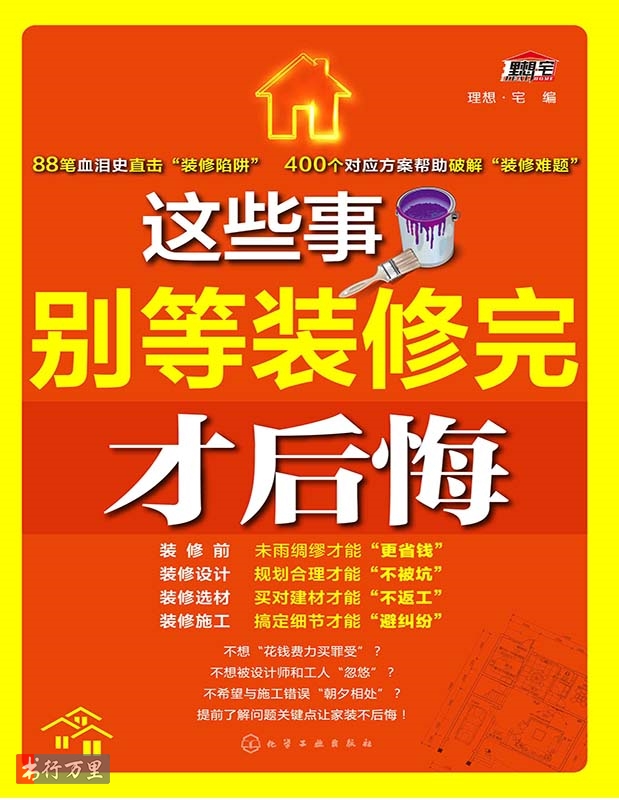 理想·宅
理想·宅 编
88笔血泪史直击“装修陷阱” 400个对应方案帮助破解“装修难题”
这些事
别等装修完
才后悔
装修前 未雨绸缪才能“更省钱”
装修设计 规划合理才能“不被坑”
装修选材 买对建材才能“不返工”
装修施工 搞定细节才能“避纠纷”
不想“花钱费力买罪受”？
不想被设计师和工人“忽悠”？
不希望与施工错误“朝夕相处”？
提前了解问题关键点让家装不后悔！
化学工业出版社
书行万里